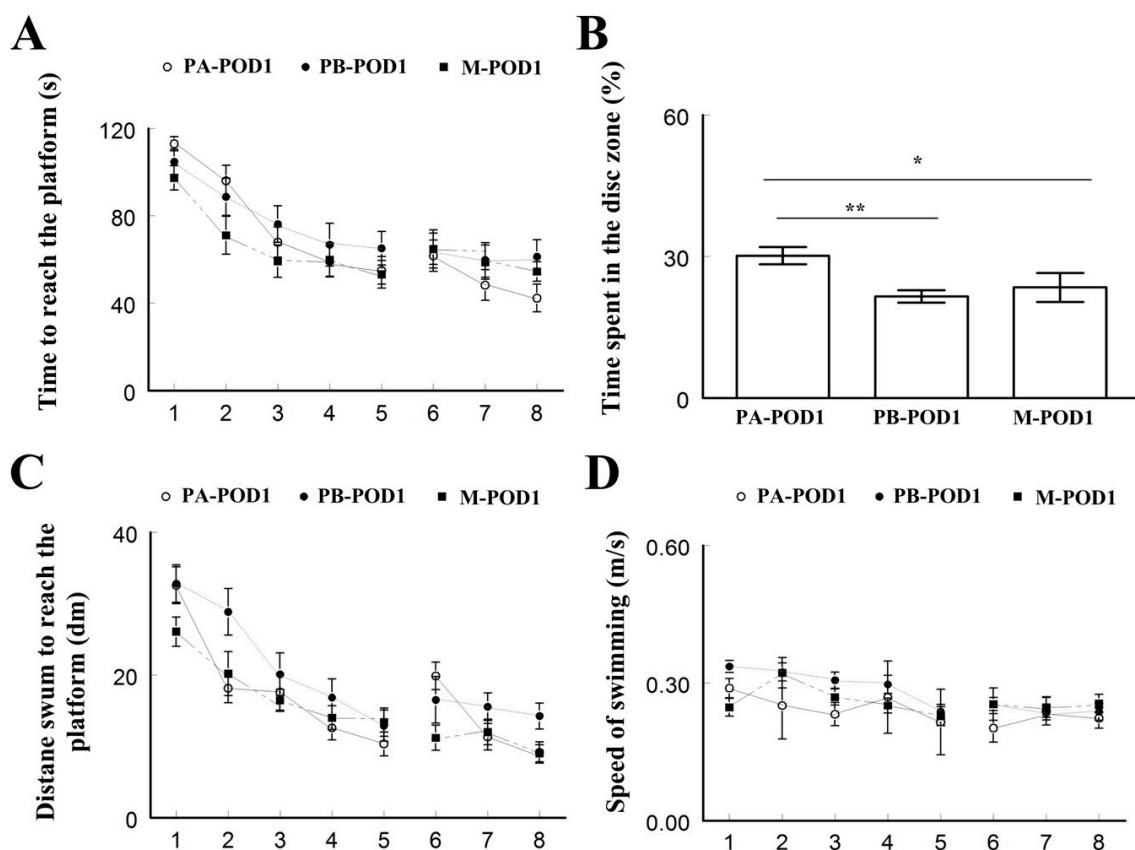 A
PA-POD1 PB-POD1 M-POD1
Time to reach the platform (s)
120
80
40
0
1 2 3 4 5 6 7 8
B
Time spent in the disc zone (%)
60
30
0
*
**
PA-POD1 PB-POD1 M-POD1
C
PA-POD1 PB-POD1 M-POD1
Distane swum to reach the
platform (dm)
40
20
0
1 2 3 4 5 6 7 8
D
PA-POD1 PB-POD1 M-POD1
Speed of swimming (m/s)
0.60
0.30
0.00
1 2 3 4 5 6 7 8